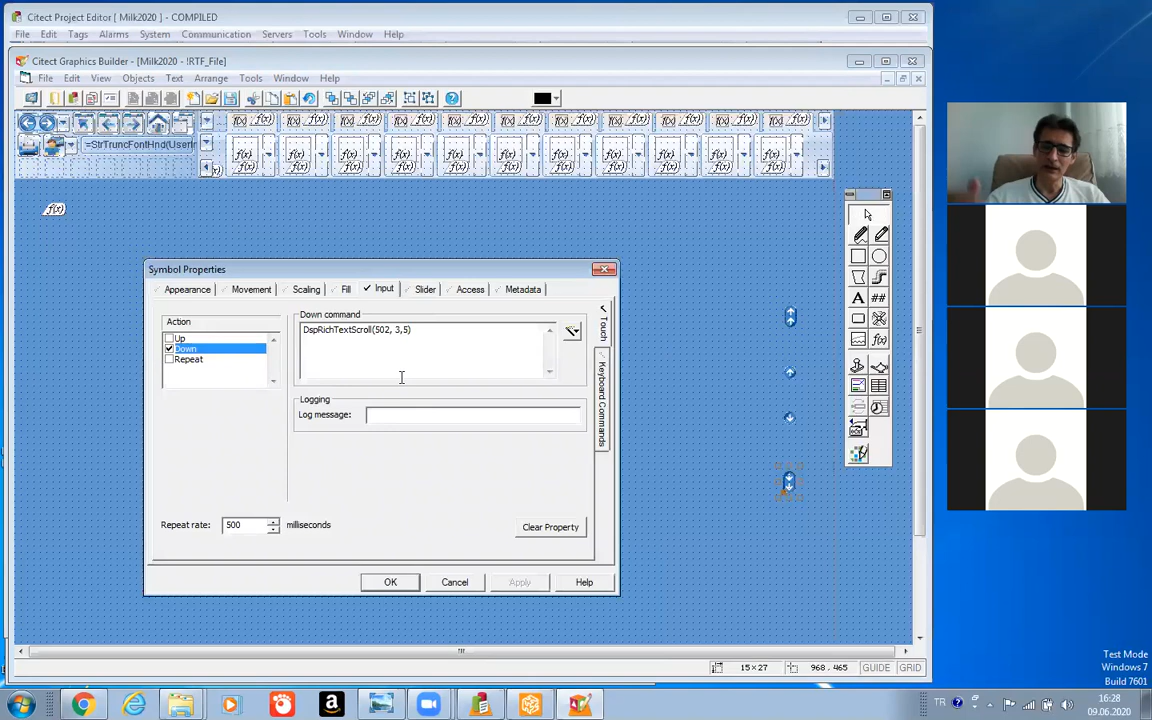 Citect Project Editor [ Milk2020 ] - COMPILED
File Edit Tags Alarms System Communication Servers Tools Window Help
Citect Graphics Builder - [Milk2020 - !RTF_File]
File Edit View Objects Text Arrange Tools Window Help
=StrTruncFontHnd(UserIn
f(x)
Symbol Properties
Appearance Movement Scaling Fill Input Slider Access Metadata
Action
Up
Down
Repeat
Down command
DspRichTextScroll(502, 3,5)
Touch
Keyboard Commands
Logging
Log message:
Repeat rate: 500 milliseconds
Clear Property
OK Cancel Apply Help
15×27 968, 465 GUIDE GRID
Test Mode
Windows 7
Build 7601
TR
16:28
09.06.2020